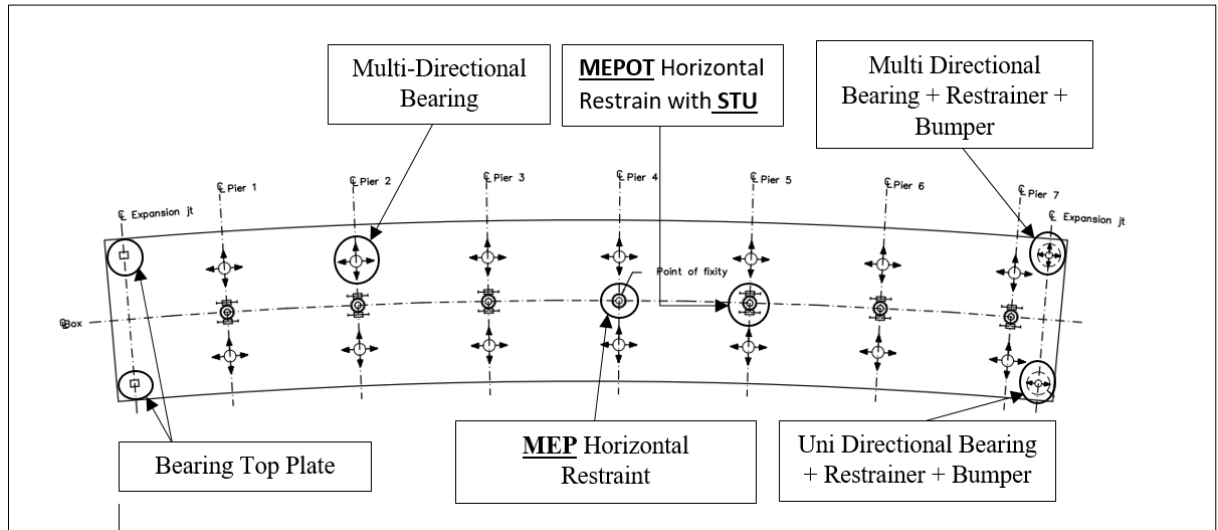 Multi-Directional
Bearing
MEPOT Horizontal
Restrain with STU
Multi Directional
Bearing + Restrainer +
Bumper
℄ Expansion jt
℄ Pier 1
℄ Pier 2
℄ Pier 3
℄ Pier 4
℄ Pier 5
℄ Pier 6
℄ Pier 7
℄ Expansion jt
Point of fixity
℄Box
Bearing Top Plate
MEP Horizontal
Restraint
Uni Directional Bearing
+ Restrainer + Bumper